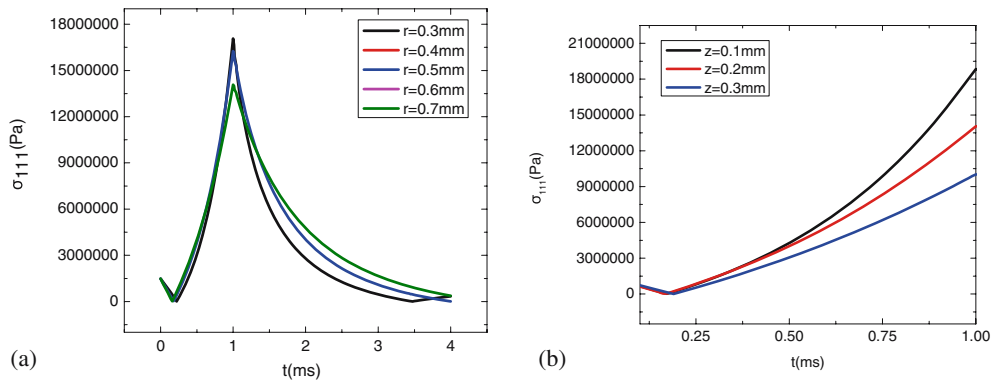 18000000
15000000
12000000
9000000
6000000
3000000
0
σ111(Pa)
r=0.3mm
r=0.4mm
r=0.5mm
r=0.6mm
r=0.7mm
0 1 2 3 4
t(ms)
(a)
21000000
18000000
15000000
12000000
9000000
6000000
3000000
0
σ111(Pa)
z=0.1mm
z=0.2mm
z=0.3mm
0.25 0.50 0.75 1.00
t(ms)
(b)